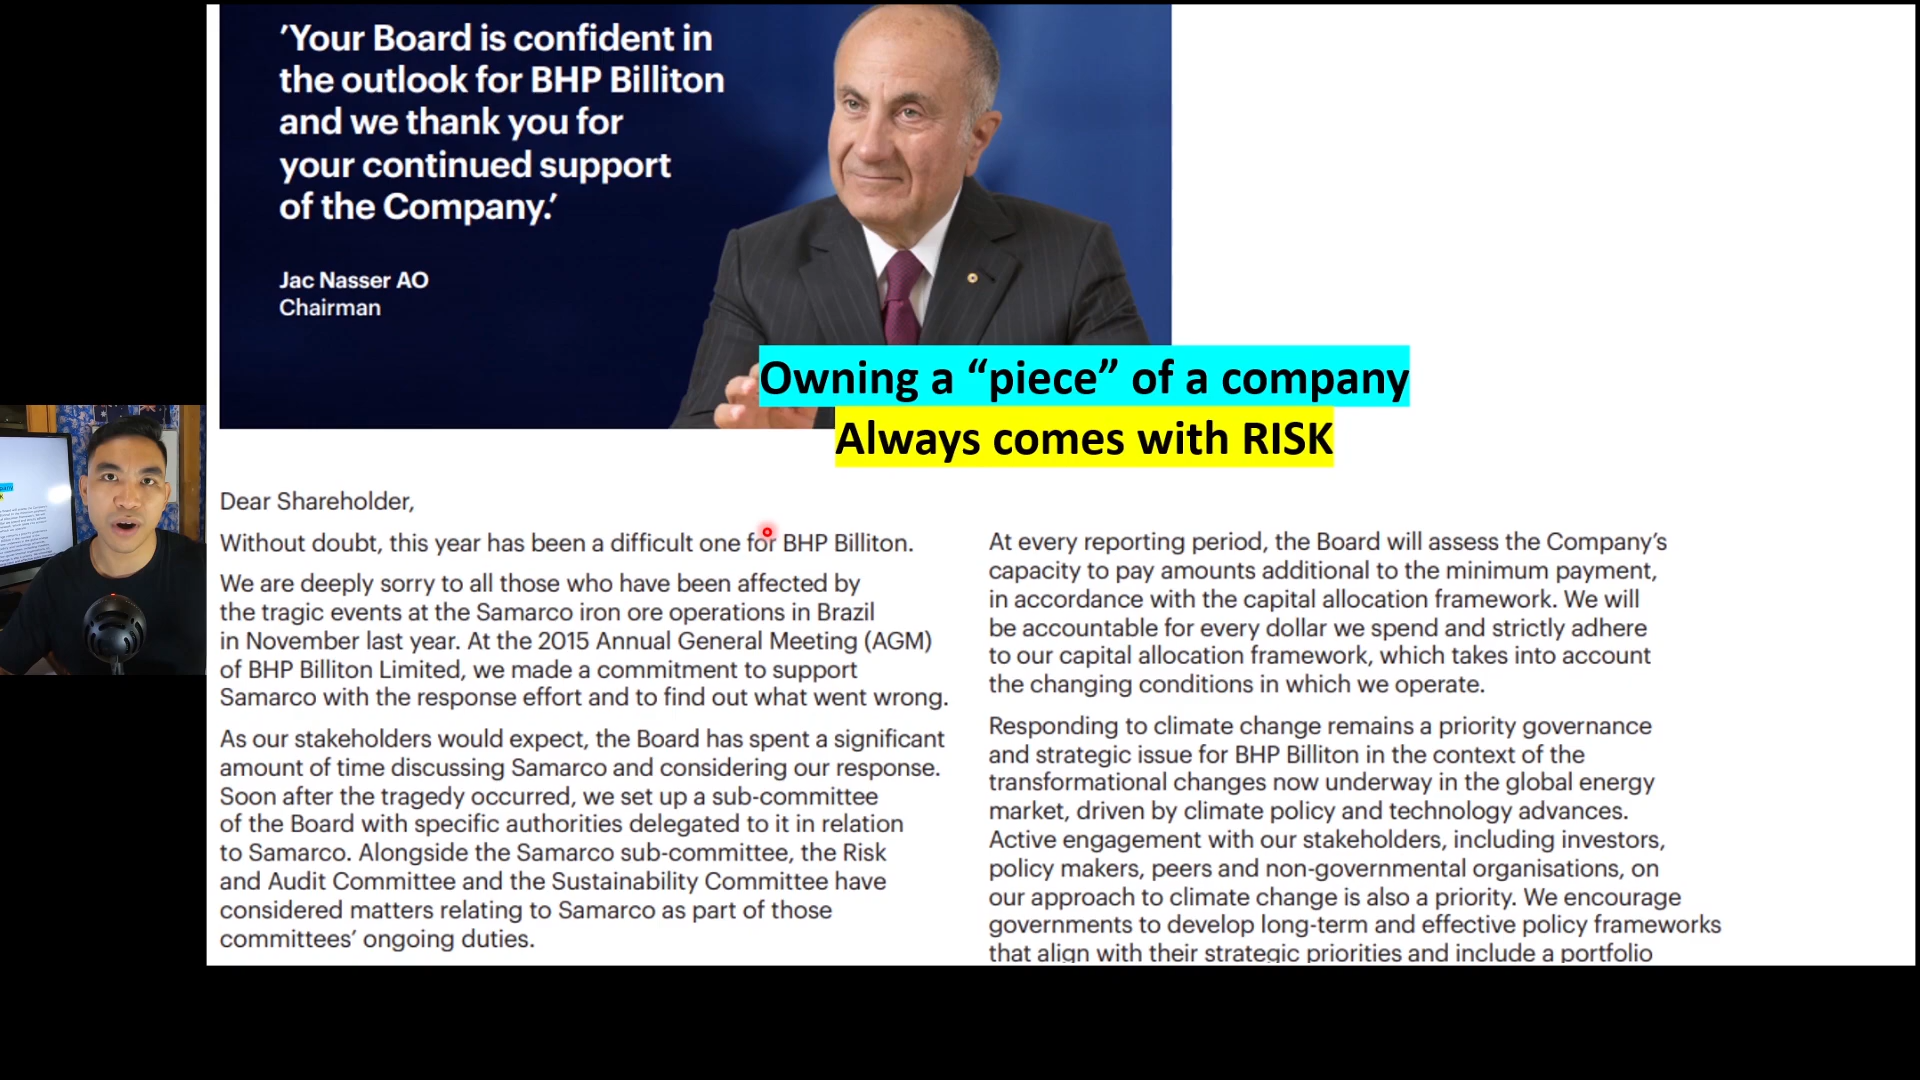 ’Your Board is confident in
the outlook for BHP Billiton
and we thank you for
your continued support
of the Company.’
Jac Nasser AO
Chairman
Owning a “piece” of a company
Always comes with RISK
Dear Shareholder,
Without doubt, this year has been a difficult one for BHP Billiton.
We are deeply sorry to all those who have been affected by
the tragic events at the Samarco iron ore operations in Brazil
in November last year. At the 2015 Annual General Meeting (AGM)
of BHP Billiton Limited, we made a commitment to support
Samarco with the response effort and to find out what went wrong.
As our stakeholders would expect, the Board has spent a significant
amount of time discussing Samarco and considering our response.
Soon after the tragedy occurred, we set up a sub-committee
of the Board with specific authorities delegated to it in relation
to Samarco. Alongside the Samarco sub-committee, the Risk
and Audit Committee and the Sustainability Committee have
considered matters relating to Samarco as part of those
committees’ ongoing duties.
At every reporting period, the Board will assess the Company’s
capacity to pay amounts additional to the minimum payment,
in accordance with the capital allocation framework. We will
be accountable for every dollar we spend and strictly adhere
to our capital allocation framework, which takes into account
the changing conditions in which we operate.
Responding to climate change remains a priority governance
and strategic issue for BHP Billiton in the context of the
transformational changes now underway in the global energy
market, driven by climate policy and technology advances.
Active engagement with our stakeholders, including investors,
policy makers, peers and non-governmental organisations, on
our approach to climate change is also a priority. We encourage
governments to develop long-term and effective policy frameworks
that align with their strategic priorities and include a portfolio